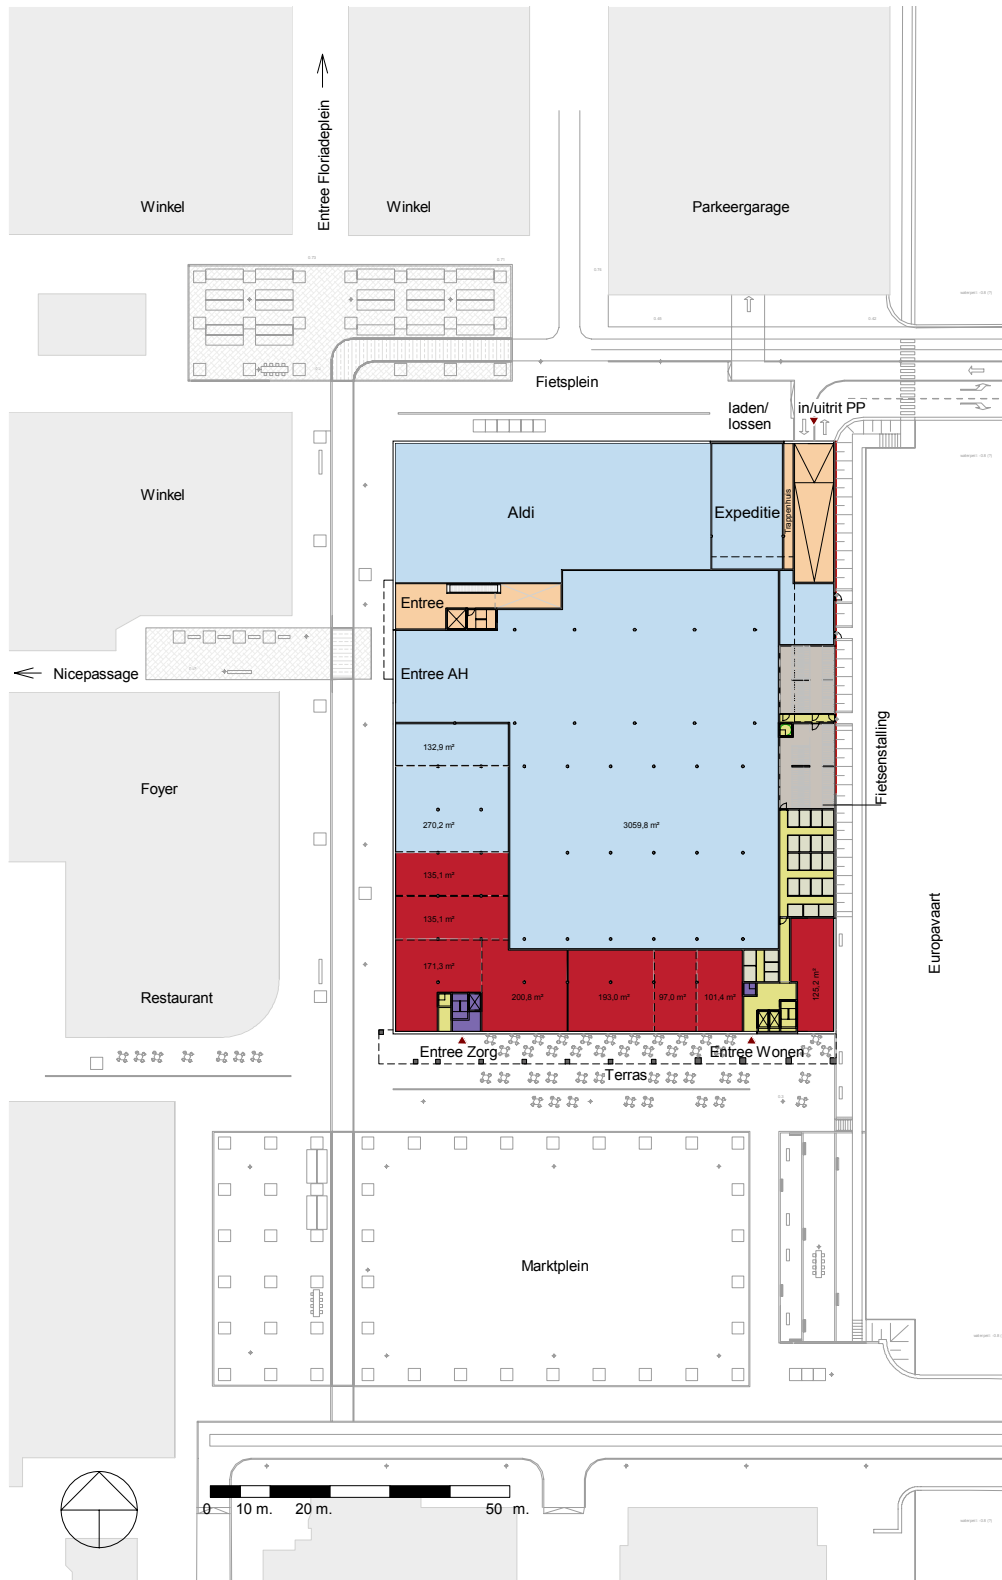 Entree Floriadeplein
Winkel
Winkel
Parkeergarage
Fietsplein
laden/
lossen
in/uitrit PP
Winkel
Aldi
Expeditie
Trappenhuis
Entree
Entree AH
Nicepassage
132,9 m²
Foyer
Fietsenstalling
270,2 m²
3059,8 m²
135,1 m²
135,1 m²
Europavaart
171,3 m²
125,2 m²
Restaurant
200,8 m²
193,0 m²
97,0 m²
101,4 m²
Entree Zorg
Entree Wonen
Terras
Marktplein
0 10 m. 20 m. 50 m.